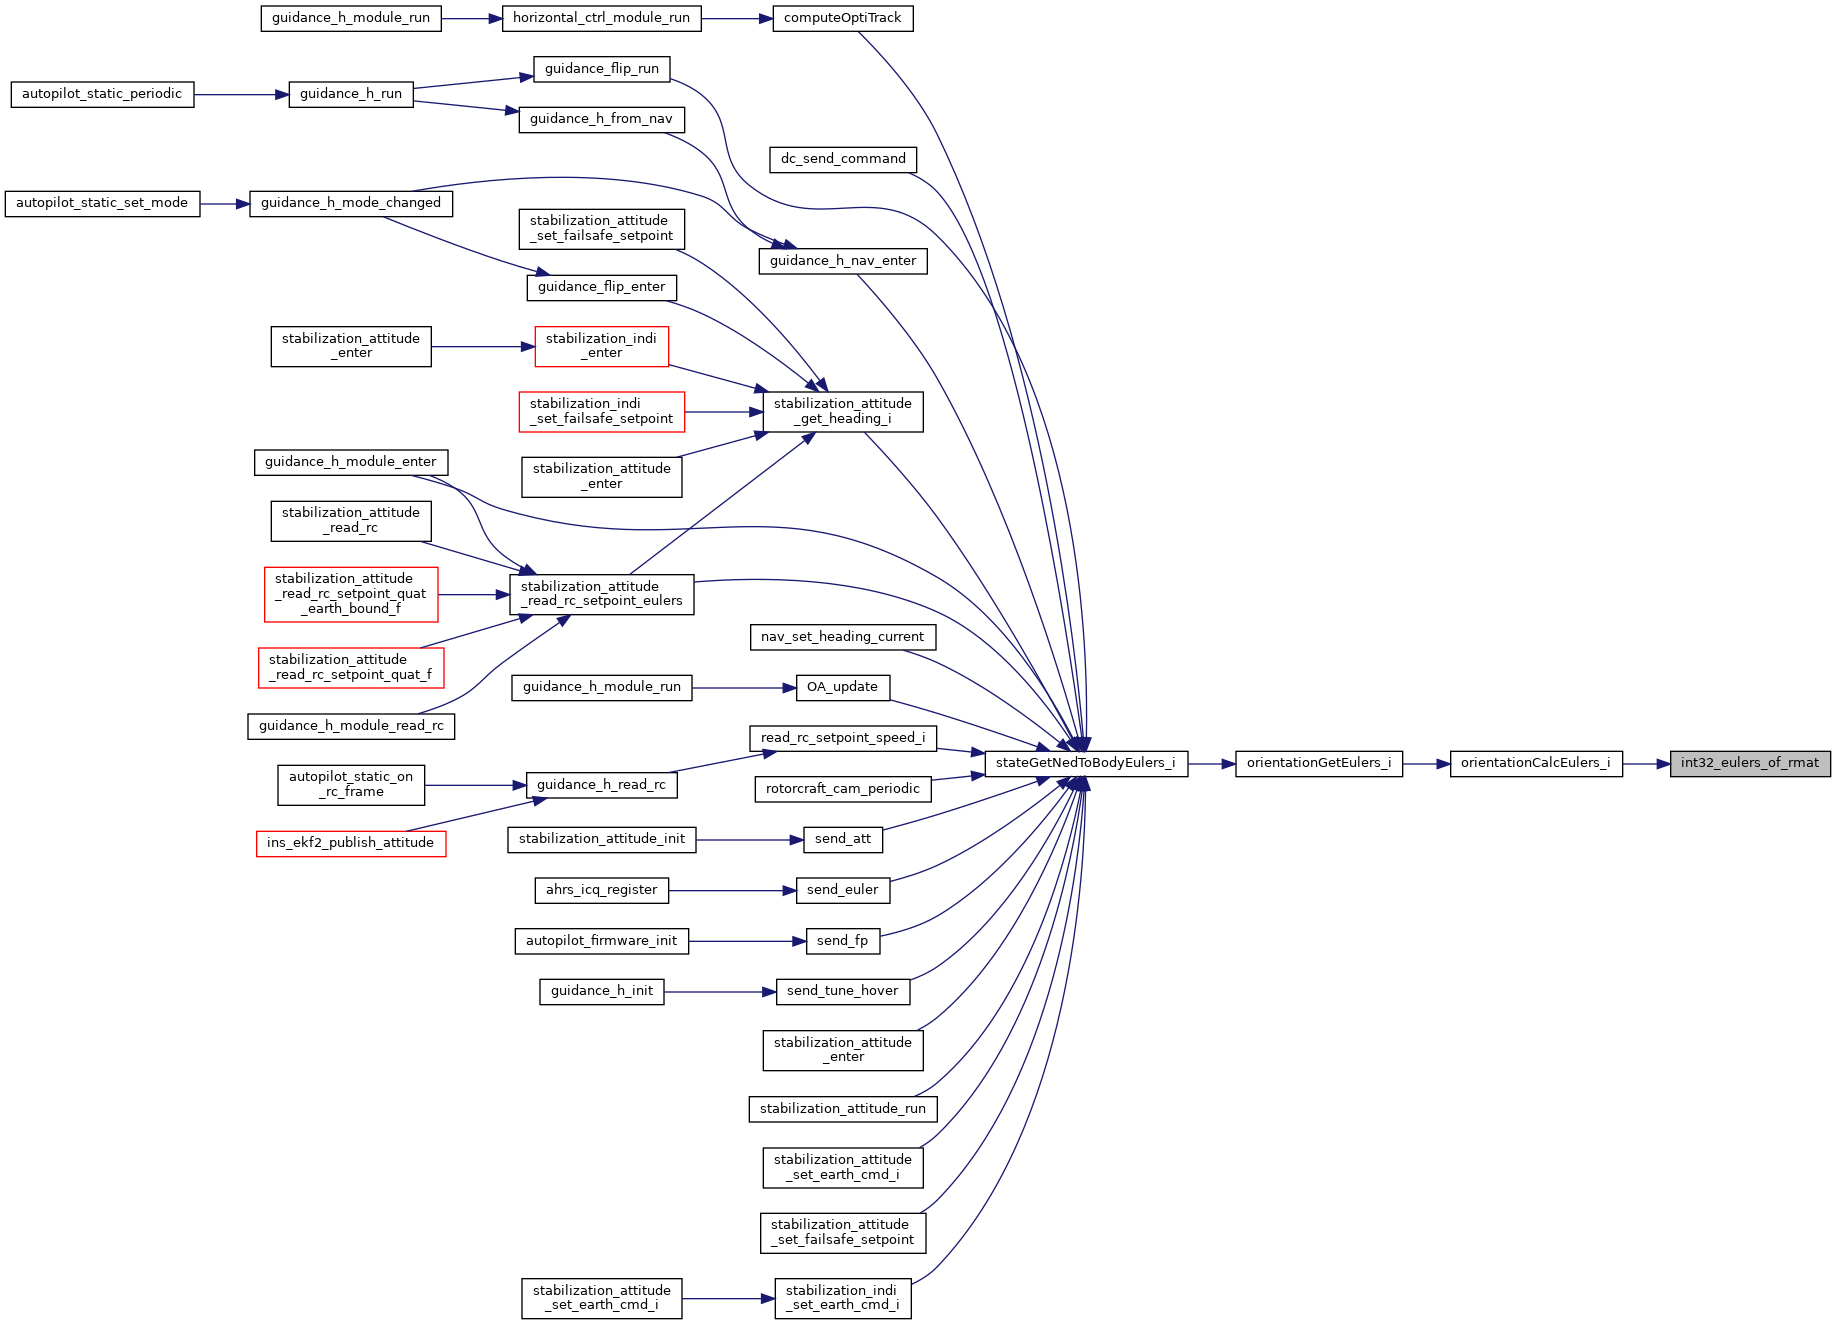 guidance_h_module_run
horizontal_ctrl_module_run
computeOptiTrack
guidance_flip_run
autopilot_static_periodic
guidance_h_run
guidance_h_from_nav
dc_send_command
autopilot_static_set_mode
guidance_h_mode_changed
stabilization_attitude
_set_failsafe_setpoint
guidance_h_nav_enter
guidance_flip_enter
stabilization_attitude
_enter
stabilization_indi
_enter
stabilization_indi
_set_failsafe_setpoint
stabilization_attitude
_get_heading_i
guidance_h_module_enter
stabilization_attitude
_enter
stabilization_attitude
_read_rc
stabilization_attitude
_read_rc_setpoint_quat
_earth_bound_f
stabilization_attitude
_read_rc_setpoint_eulers
nav_set_heading_current
stabilization_attitude
_read_rc_setpoint_quat_f
guidance_h_module_run
OA_update
guidance_h_module_read_rc
read_rc_setpoint_speed_i
stateGetNedToBodyEulers_i
orientationGetEulers_i
orientationCalcEulers_i
int32_eulers_of_rmat
autopilot_static_on
_rc_frame
guidance_h_read_rc
rotorcraft_cam_periodic
ins_ekf2_publish_attitude
stabilization_attitude_init
send_att
ahrs_icq_register
send_euler
autopilot_firmware_init
send_fp
guidance_h_init
send_tune_hover
stabilization_attitude
_enter
stabilization_attitude_run
stabilization_attitude
_set_earth_cmd_i
stabilization_attitude
_set_failsafe_setpoint
stabilization_attitude
_set_earth_cmd_i
stabilization_indi
_set_earth_cmd_i